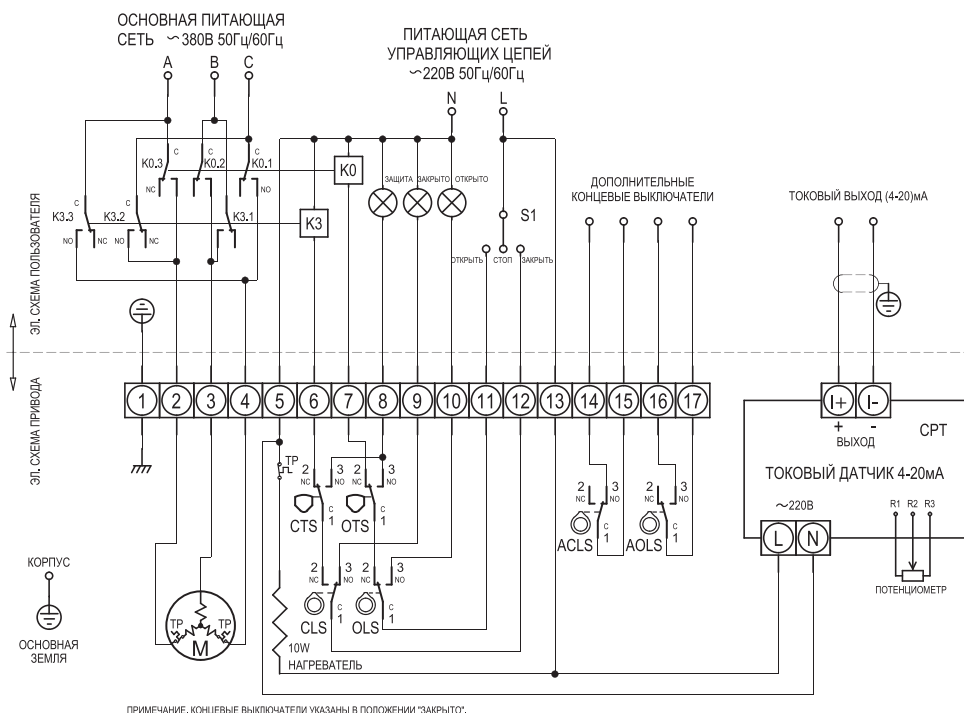 ОСНОВНАЯ ПИТАЮЩАЯ
СЕТЬ ~380В 50Гц/60Гц
A B C
ПИТАЮЩАЯ СЕТЬ
УПРАВЛЯЮЩИХ ЦЕПЕЙ
~220В 50Гц/60Гц
N L
C C C
K0.3 K0.2 K0.1
NC NO
K0
C C
K3.3 K3.2 K3.1
NO NC NO NC
K3
ЗАЩИТА ЗАКРЫТО ОТКРЫТО
S1
ОТКРЫТЬ СТОП ЗАКРЫТЬ
ДОПОЛНИТЕЛЬНЫЕ
КОНЦЕВЫЕ ВЫКЛЮЧАТЕЛИ
ТОКОВЫЙ ВЫХОД (4-20)мА
ЭЛ. СХЕМА ПОЛЬЗОВАТЕЛЯ
ЭЛ. СХЕМА ПРИВОДА
1 2 3 4 5 6 7 8 9 10 11 12 13 14 15 16 17
I+ I-
+ -
ВЫХОД
СРТ
ТОКОВЫЙ ДАТЧИК 4-20мА
~220В
L N
R1 R2 R3
ПОТЕНЦИОМЕТР
TP
2 3 2 3
NC NO NC NO
C C
1 1
CTS OTS
2 3 2 3
NC NO NC NO
C C
1 1
CLS OLS
2 3 2 3
NC NO NC NO
C C
1 1
ACLS AOLS
КОРПУС
ОСНОВНАЯ
ЗЕМЛЯ
TP TP
M
10W
НАГРЕВАТЕЛЬ
ПРИМЕЧАНИЕ. КОНЦЕВЫЕ ВЫКЛЮЧАТЕЛИ УКАЗАНЫ В ПОЛОЖЕНИИ "ЗАКРЫТО".